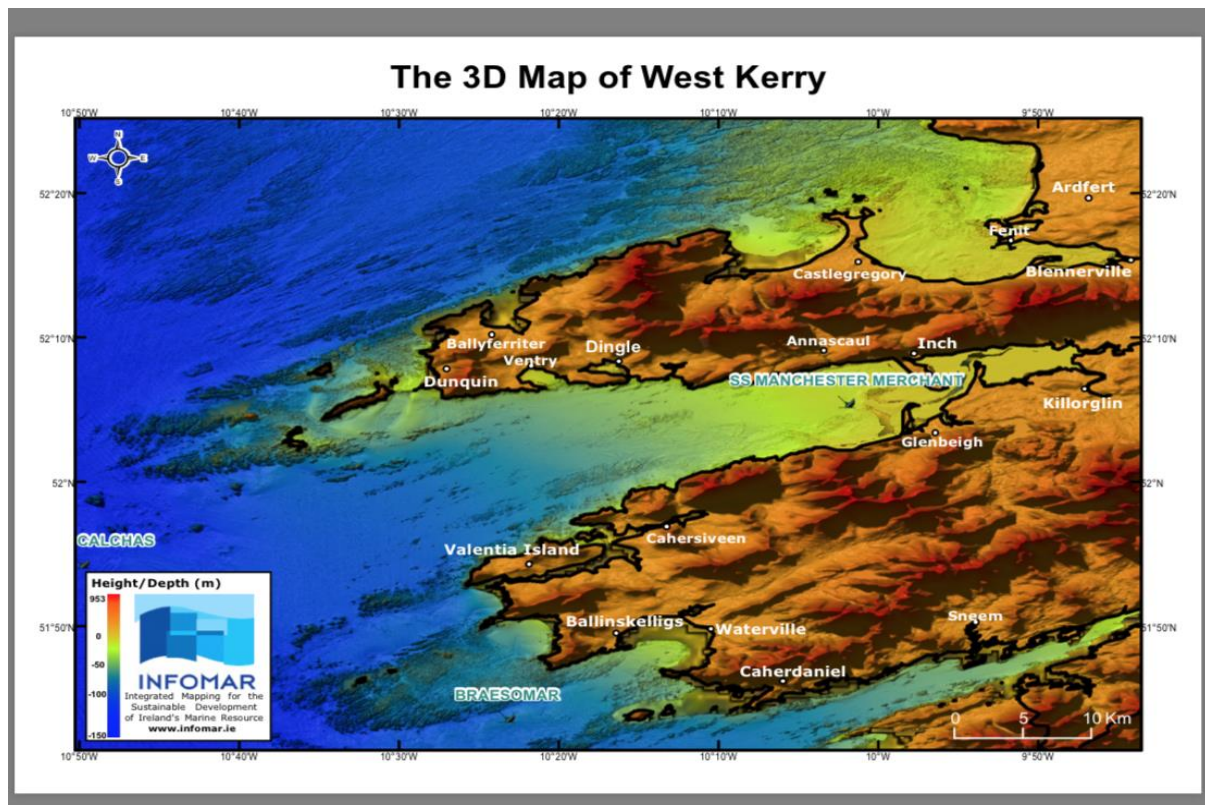 The 3D Map of West Kerry
10°50'W 10°40'W 10°30'W 10°20'W 10°10'W 10°W 9°50'W
N
W E
S
52°20'N 52°20'N
Ardfert
Fenit
Blennerville
Castlegregory
52°10'N 52°10'N
Ballyferriter
Annascaul
Inch
Dingle
Ventry
Dunquin
SS MANCHESTER MERCHANT
Killorglin
Glenbeigh
52°N 52°N
CALCHAS
Cahersiveen
Valentia Island
Height/Depth (m)
953
0
-50
-100
-150
INFOMAR
Integrated Mapping for the
Sustainable Development
of Ireland's Marine Resource
www.infomar.ie
51°50'N 51°50'N
Ballinskelligs
Waterville
Sneem
Caherdaniel
BRAESOMAR
0 5 10 Km
10°50'W 10°40'W 10°30'W 10°20'W 10°10'W 10°W 9°50'W